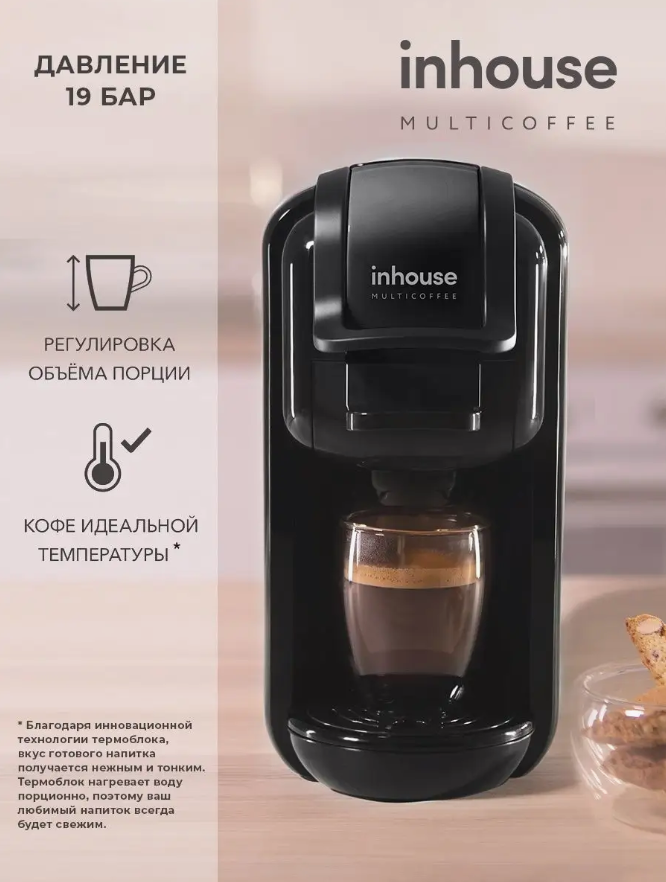 ДАВЛЕНИЕ
19 БАР
inhouse
MULTICOFFEE
inhouse
MULTICOFFEE
РЕГУЛИРОВКА
ОБЪЁМА ПОРЦИИ
КОФЕ ИДЕАЛЬНОЙ
ТЕМПЕРАТУРЫ*
* Благодаря инновационной
технологии термоблока,
вкус готового напитка
получается нежным и тонким.
Термоблок нагревает воду
порционно, поэтому ваш
любимый напиток всегда
будет свежим.